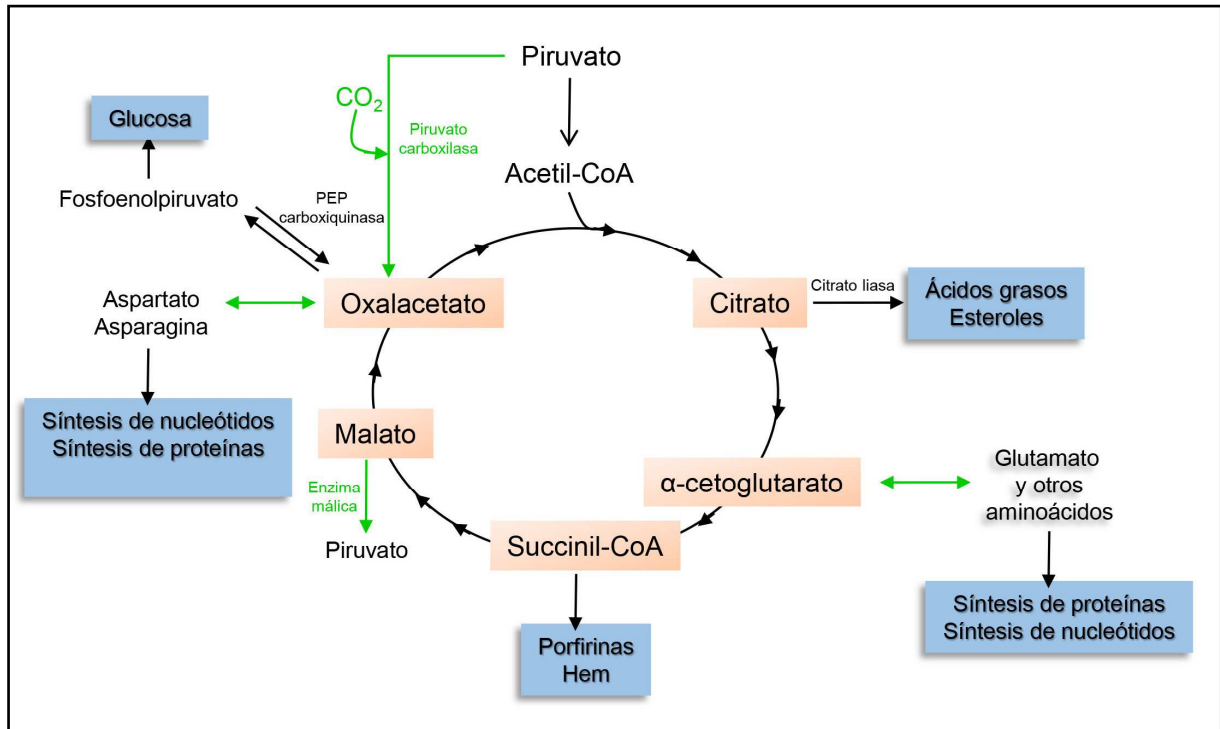 Piruvato
CO2
Piruvato
carboxilasa
Glucosa
Acetil-CoA
Fosfoenolpiruvato
PEP
carboxiquinasa
Aspartato
Asparagina
Oxalacetato
Citrato
Citrato liasa
Ácidos grasos
Esteroles
Síntesis de nucleótidos
Síntesis de proteínas
Malato
α-cetoglutarato
Glutamato
y otros
aminoácidos
Enzima
málica
Piruvato
Succinil-CoA
Síntesis de proteínas
Síntesis de nucleótidos
Porfirinas
Hem